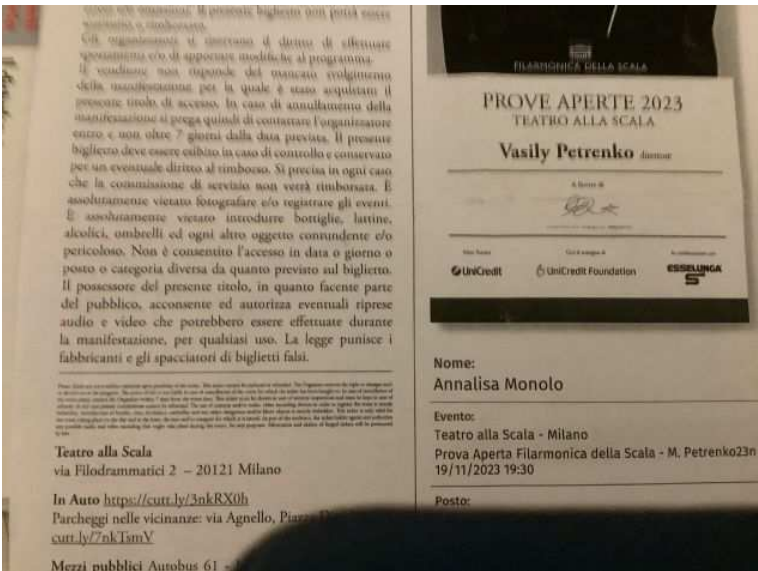 rimborsato.
Gli organizzatori si riservano il diritto di effettuare
spostamenti e/o di apportare modifiche al programma.
Il venditore non risponde del mancato svolgimento
della manifestazione per la quale è stato acquistato il
presente titolo di accesso. In caso di annullamento della
manifestazione si prega quindi di contattare l'organizzatore
entro e non oltre 7 giorni dalla data prevista. Il presente
biglietto deve essere esibito in caso di controllo e conservato
per un eventuale diritto al rimborso. Si precisa in ogni caso
che la commissione di servizio non verrà rimborsata. È
assolutamente vietato fotografare e/o registrare gli eventi.
È assolutamente vietato introdurre bottiglie, lattine,
alcolici, ombrelli ed ogni altro oggetto contundente e/o
pericoloso. Non è consentito l'accesso in data o giorno o
posto o categoria diversa da quanto previsto sul biglietto.
Il possessore del presente titolo, in quanto facente parte
del pubblico, acconsente ed autorizza eventuali riprese
audio e video che potrebbero essere effettuate durante
la manifestazione, per qualsiasi uso. La legge punisce i
fabbricanti e gli spacciatori di biglietti falsi.
Teatro alla Scala
via Filodrammatici 2 – 20121 Milano
In Auto https://cutt.ly/3nkRX0h
Parcheggi nelle vicinanze: via Agnello,
cutt.ly/7nkTsmV
Mezzi pubblici Autobus 61 -
FILARMONICA DELLA SCALA
PROVE APERTE 2023
TEATRO ALLA SCALA
Vasily Petrenko direttore
A favore di
UniCredit
UniCredit Foundation
ESSELUNGA
Nome:
Annalisa Monolo
Evento:
Teatro alla Scala - Milano
Prova Aperta Filarmonica della Scala - M. Petrenko23n
19/11/2023 19:30
Posto: